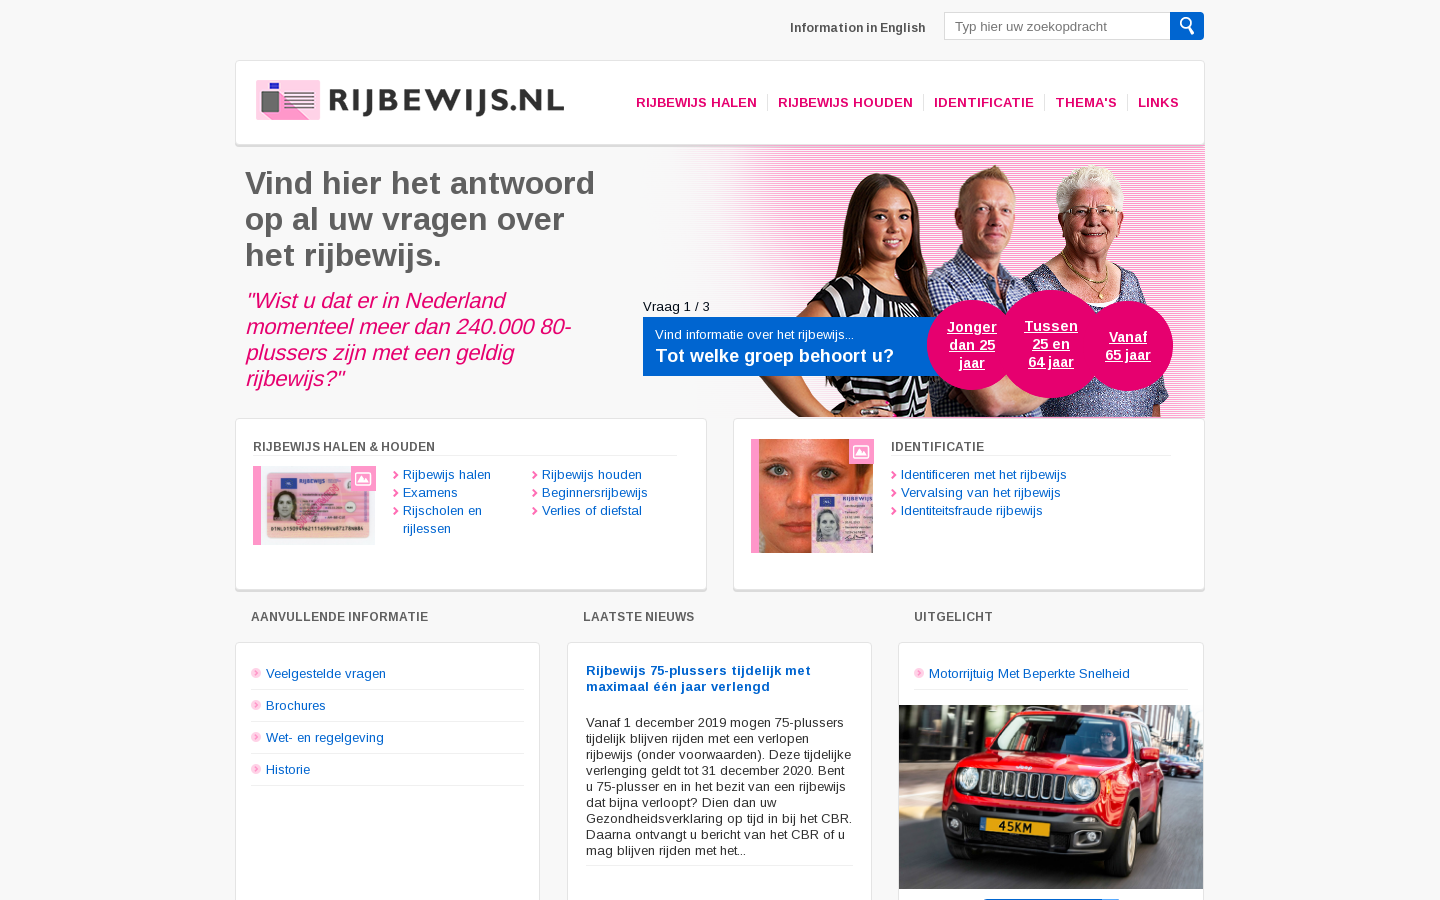 Information in English
Typ hier uw zoekopdracht
RIJBEWIJS.NL
RIJBEWIJS HALEN
RIJBEWIJS HOUDEN
IDENTIFICATIE
THEMA'S
LINKS
Vind hier het antwoord
op al uw vragen over
het rijbewijs.
"Wist u dat er in Nederland
momenteel meer dan 240.000 80-
plussers zijn met een geldig
rijbewijs?"
Vraag 1 / 3
Vind informatie over het rijbewijs...
Tot welke groep behoort u?
Jonger
dan 25
jaar
Tussen
25 en
64 jaar
Vanaf
65 jaar
RIJBEWIJS HALEN & HOUDEN
RIJBEWIJS
Rijbewijs halen
Examens
Rijscholen en
rijlessen
Rijbewijs houden
Beginnersrijbewijs
Verlies of diefstal
IDENTIFICATIE
RIJBEWIJS
Identificeren met het rijbewijs
Vervalsing van het rijbewijs
Identiteitsfraude rijbewijs
AANVULLENDE INFORMATIE
Veelgestelde vragen
Brochures
Wet- en regelgeving
Historie
LAATSTE NIEUWS
Rijbewijs 75-plussers tijdelijk met
maximaal één jaar verlengd
Vanaf 1 december 2019 mogen 75-plussers
tijdelijk blijven rijden met een verlopen
rijbewijs (onder voorwaarden). Deze tijdelijke
verlenging geldt tot 31 december 2020. Bent
u 75-plusser en in het bezit van een rijbewijs
dat bijna verloopt? Dien dan uw
Gezondheidsverklaring op tijd in bij het CBR.
Daarna ontvangt u bericht van het CBR of u
mag blijven rijden met het...
UITGELICHT
Motorrijtuig Met Beperkte Snelheid
Jeep
45KM